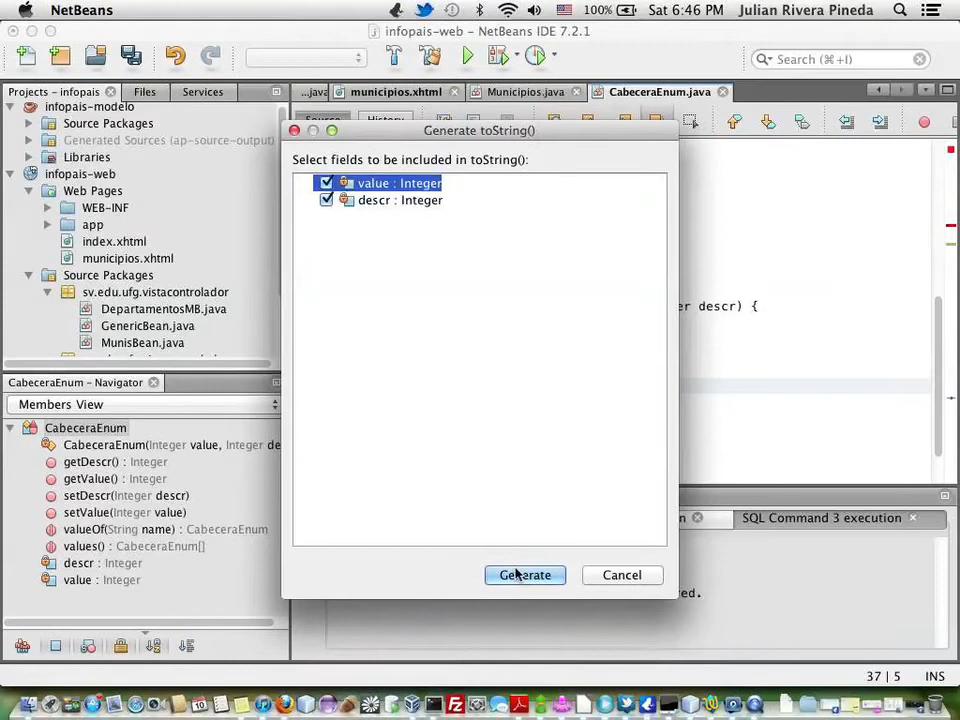 NetBeans
100%
Sat 6:46 PM
Julian Rivera Pineda
infopais-web - NetBeans IDE 7.2.1
Search (⌘+I)
Projects - infopais
Files
Services
...java
municipios.xhtml
Municipios.java
CabeceraEnum.java
Source
History
infopais-modelo
Source Packages
Generated Sources (ap-source-output)
Libraries
infopais-web
Web Pages
WEB-INF
app
index.xhtml
municipios.xhtml
Source Packages
sv.edu.ufg.vistacontrolador
DepartamentosMB.java
GenericBean.java
MunisBean.java
CabeceraEnum - Navigator
Members View
CabeceraEnum
CabeceraEnum(Integer value, Integer de
getDescr() : Integer
getValue() : Integer
setDescr(Integer descr)
setValue(Integer value)
valueOf(String name) : CabeceraEnum
values() : CabeceraEnum[]
descr : Integer
value : Integer
Generate toString()
Select fields to be included in toString():
value : Integer
descr : Integer
Generate
Cancel
er descr) {
n
SQL Command 3 execution
red.
37 | 5
INS